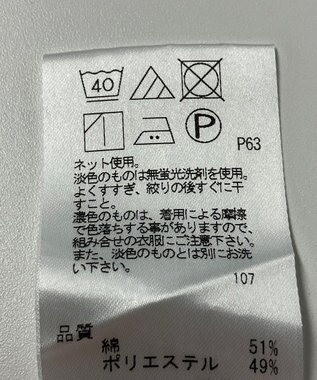 40
P
P63
ネット使用。
淡色のものは無蛍光洗剤を使用。
よくすすぎ、絞りの後すぐに干
すこと。
濃色のものは、着用による摩擦
で色落ちする事がありますので、
組み合せの衣服にご注意下さい。
また、淡色のものとは別にお洗
い下さい。
107
品質
綿 51%
ポリエステル 49%